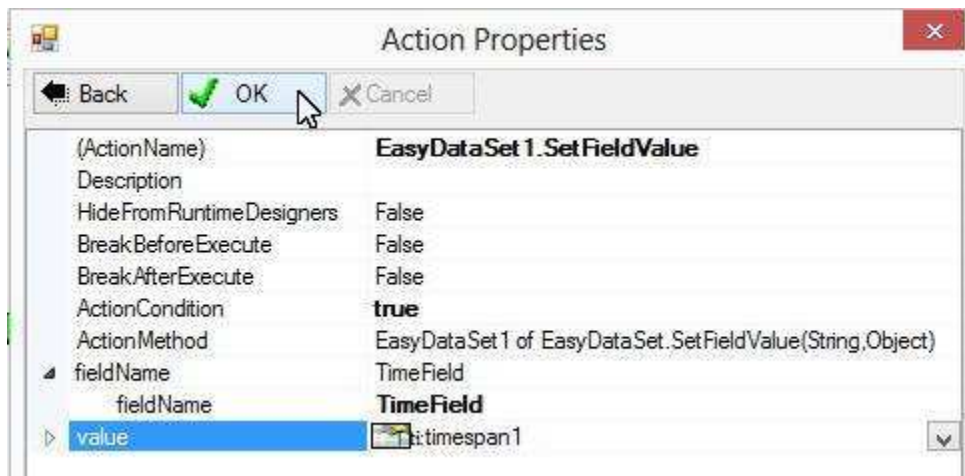 Action Properties
Back OK Cancel
(ActionName) EasyDataSet1.SetFieldValue
Description
HideFromRuntimeDesigners False
BreakBeforeExecute False
BreakAfterExecute False
ActionCondition true
ActionMethod EasyDataSet1 of EasyDataSet.SetFieldValue(String,Object)
fieldName TimeField
fieldName TimeField
value timespan1